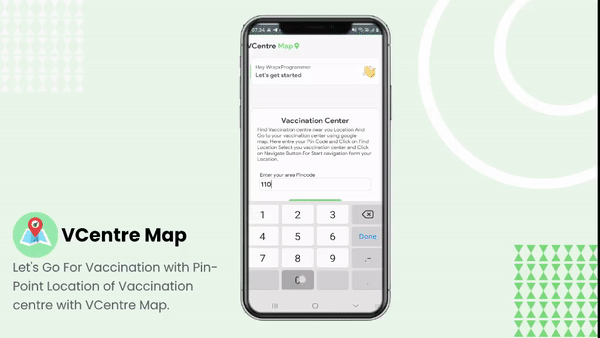 07:34
VCentre Map
Hey WrapxProgrammer
Let's get started
Vaccination Center
Find Vaccination centre near you Location And
Go to your vaccination center using google
map. Here entre your Pin Code and Click on Find
Location Select you vaccination center and Click
on Navigate Button For Start navigation form your
Location.
Enter your area Pincode
110
1 2 3
4 5 6 Done
7 8 9 .-
0 .
VCentre Map
Let's Go For Vaccination with Pin-
Point Location of Vaccination
centre with VCentre Map.